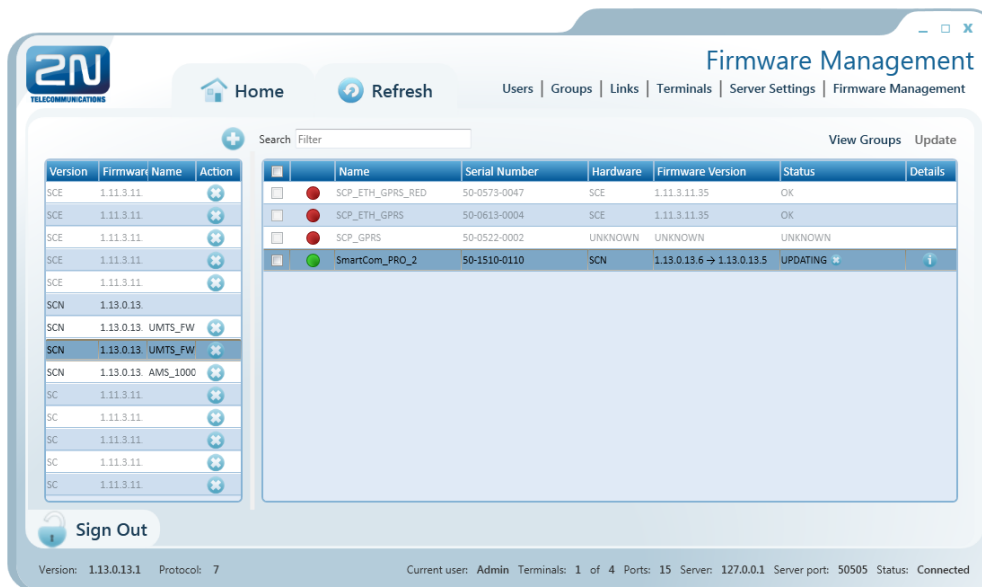 Firmware Management
2N
TELECOMMUNICATIONS
Home
Refresh
Users | Groups | Links | Terminals | Server Settings | Firmware Management
Search Filter
View Groups Update
Version Firmware Name Action
SCE 1.11.3.11.
SCE 1.11.3.11.
SCE 1.11.3.11.
SCE 1.11.3.11.
SCE 1.11.3.11.
SCN 1.13.0.13.
SCN 1.13.0.13. UMTS_FW
SCN 1.13.0.13. UMTS_FW
SCN 1.13.0.13. AMS_1000
SC 1.11.3.11.
SC 1.11.3.11.
SC 1.11.3.11.
SC 1.11.3.11.
SC 1.11.3.11.
Name Serial Number Hardware Firmware Version Status Details
SCP_ETH_GPRS_RED 50-0573-0047 SCE 1.11.3.11.35 OK
SCP_ETH_GPRS 50-0613-0004 SCE 1.11.3.11.35 OK
SCP_GPRS 50-0522-0002 UNKNOWN UNKNOWN UNKNOWN
SmartCom_PRO_2 50-1510-0110 SCN 1.13.0.13.6 → 1.13.0.13.5 UPDATING
Sign Out
Version: 1.13.0.13.1 Protocol: 7
Current user: Admin Terminals: 1 of 4 Ports: 15 Server: 127.0.0.1 Server port: 50505 Status: Connected